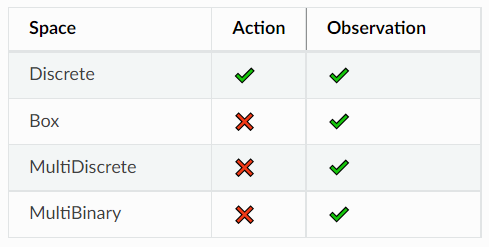 Space Action Observation
Discrete ✔ ✔
Box ❌ ✔
MultiDiscrete ❌ ✔
MultiBinary ❌ ✔